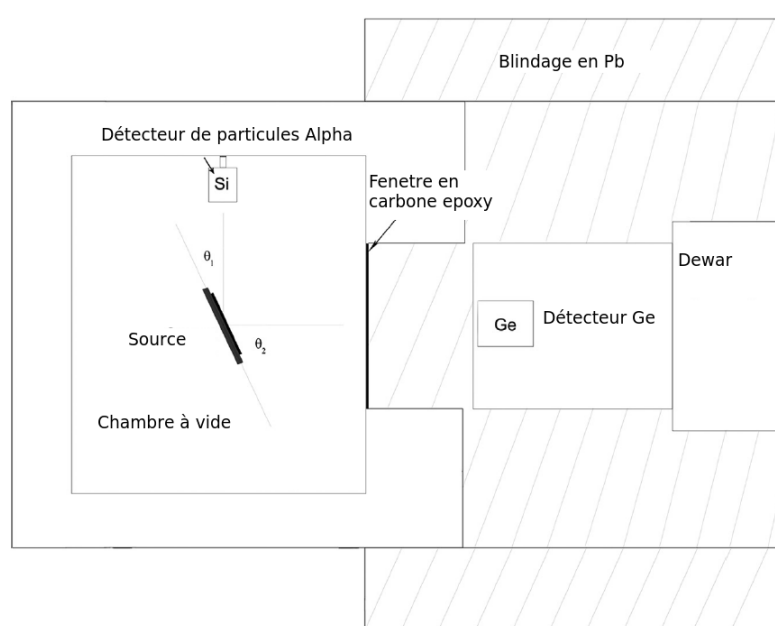 Blindage en Pb
Détecteur de particules Alpha
Si
Fenetre en
carbone epoxy
θ1
Dewar
Ge
Détecteur Ge
Source
θ2
Chambre à vide